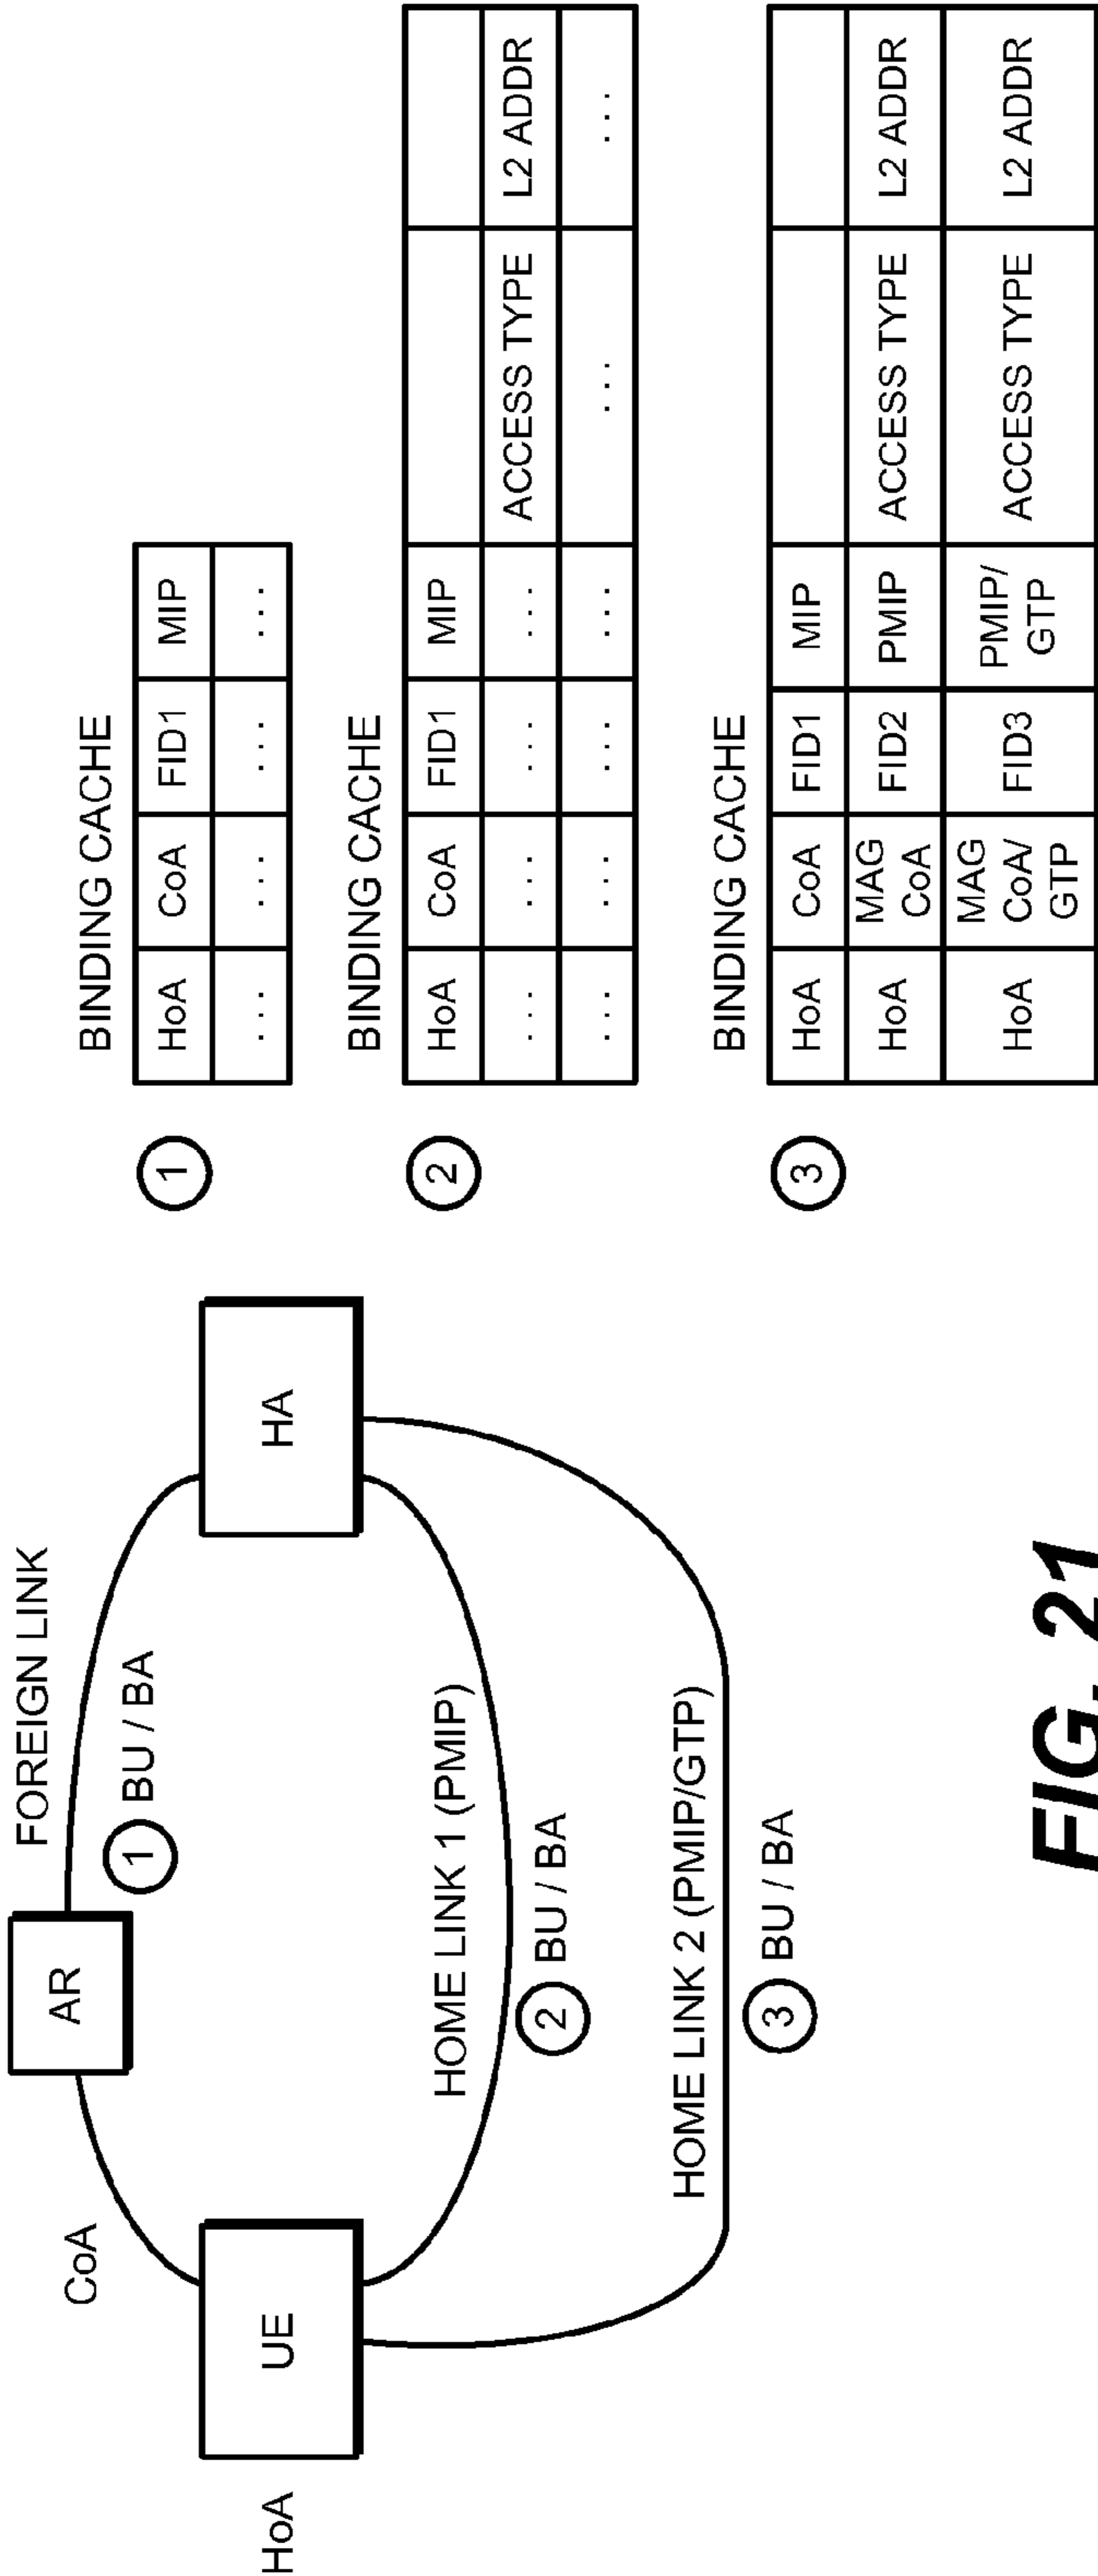 FOREIGN LINK
AR
CoA
1 BU / BA
HoA
UE
HA
HOME LINK 1 (PMIP)
2 BU / BA
HOME LINK 2 (PMIP/GTP)
3 BU / BA
1
BINDING CACHE
HoA CoA FID1 MIP
... ... ... ...
2
BINDING CACHE
HoA CoA FID1 MIP
... ... ... ... ACCESS TYPE L2 ADDR
... ... ... ... ... ...
3
BINDING CACHE
HoA CoA FID1 MIP
HoA MAG CoA FID2 PMIP ACCESS TYPE L2 ADDR
HoA MAG CoA/ GTP FID3 PMIP/ GTP ACCESS TYPE L2 ADDR
FIG. 21